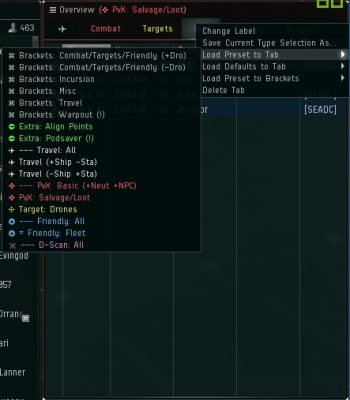 463
Overview (PvX: Salvage/Loot)
Combat Targets
Change Label
Save Current Type Selection As...
Load Preset to Tab
Load Defaults to Tab
Load Preset to Brackets
Delete Tab
[SEADC]
[SEADC]
Brackets: Combat/Targets/Friendly (+Dro)
Brackets: Combat/Targets/Friendly (-Dro)
Brackets: Incursion
Brackets: Misc
Brackets: Travel
Brackets: Warpout (!)
Extra: Align Points
Extra: Podsaver (!)
--- Travel: All
Travel (+Ship -Sta)
Travel (-Ship +Sta)
--- PvX: Basic (+Neut +NPC)
PvX: Salvage/Loot
Target: Drones
--- Friendly: All
= Friendly: Fleet
--- D-Scan: All
Evingod
057
Orran
ari
Lanner